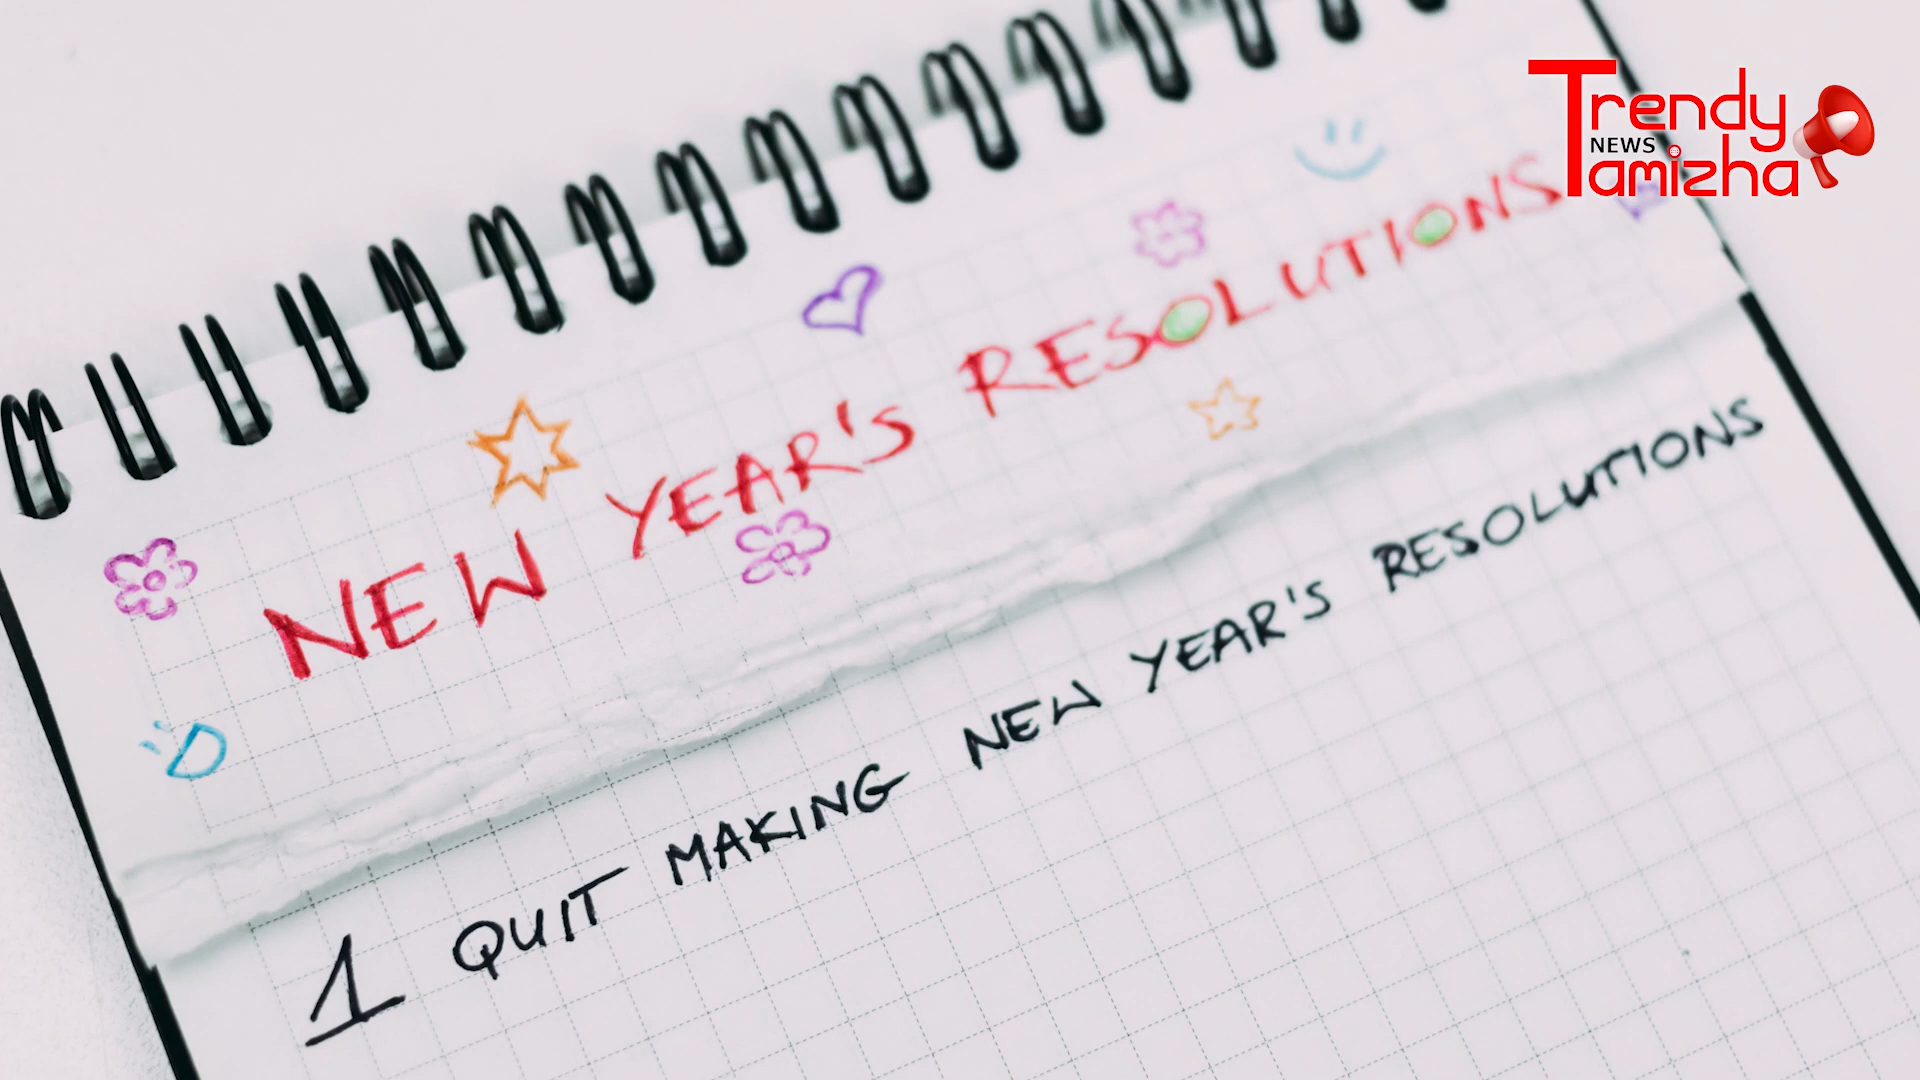 Trendy
NEWS
Tamizha
NEW YEAR'S RESOLUTIONS
1 QUIT MAKING NEW YEAR'S RESOLUTIONS